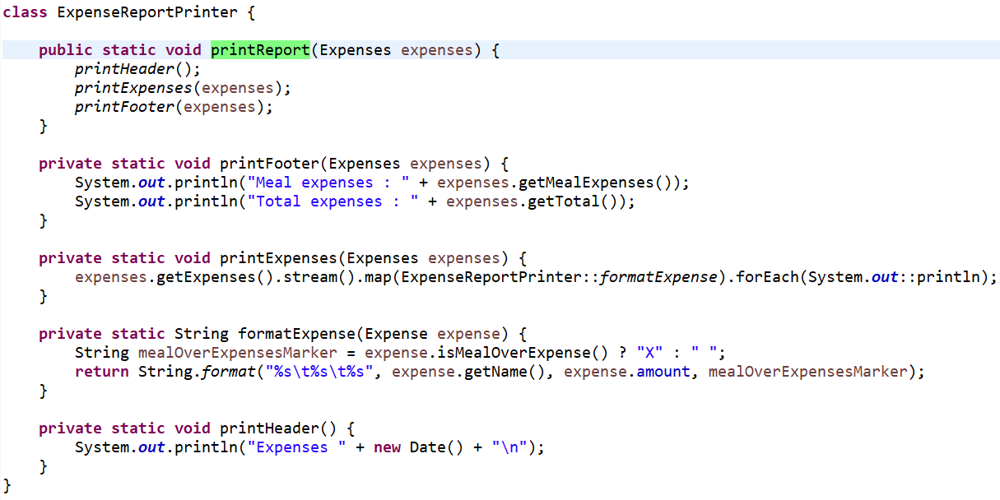 class ExpenseReportPrinter {
    public static void printReport(Expenses expenses) {
        printHeader();
        printExpenses(expenses);
        printFooter(expenses);
    }
    private static void printFooter(Expenses expenses) {
        System.out.println("Meal expenses : " + expenses.getMealExpenses());
        System.out.println("Total expenses : " + expenses.getTotal());
    }
    private static void printExpenses(Expenses expenses) {
        expenses.getExpenses().stream().map(ExpenseReportPrinter::formatExpense).forEach(System.out::println);
    }
    private static String formatExpense(Expense expense) {
        String mealOverExpensesMarker = expense.isMealOverExpense() ? "X" : " ";
        return String.format("%s\t%s\t%s", expense.getName(), expense.amount, mealOverExpensesMarker);
    }
    private static void printHeader() {
        System.out.println("Expenses " + new Date() + "\n");
    }
}